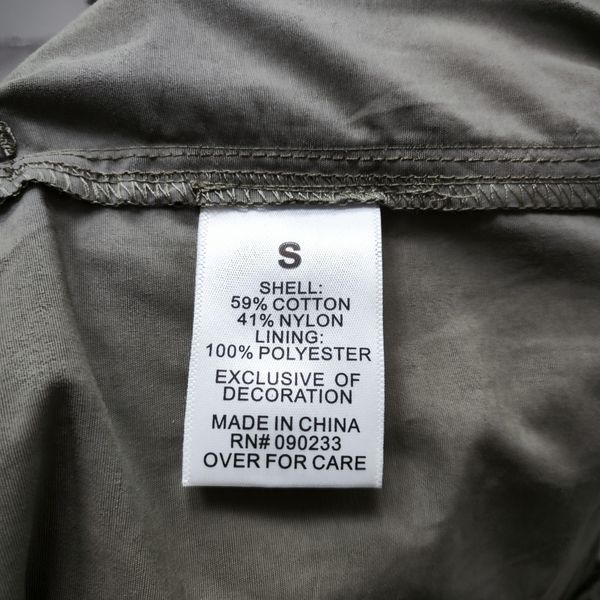 S
SHELL:
59% COTTON
41% NYLON
LINING:
100% POLYESTER
EXCLUSIVE OF
DECORATION
MADE IN CHINA
RN# 090233
OVER FOR CARE